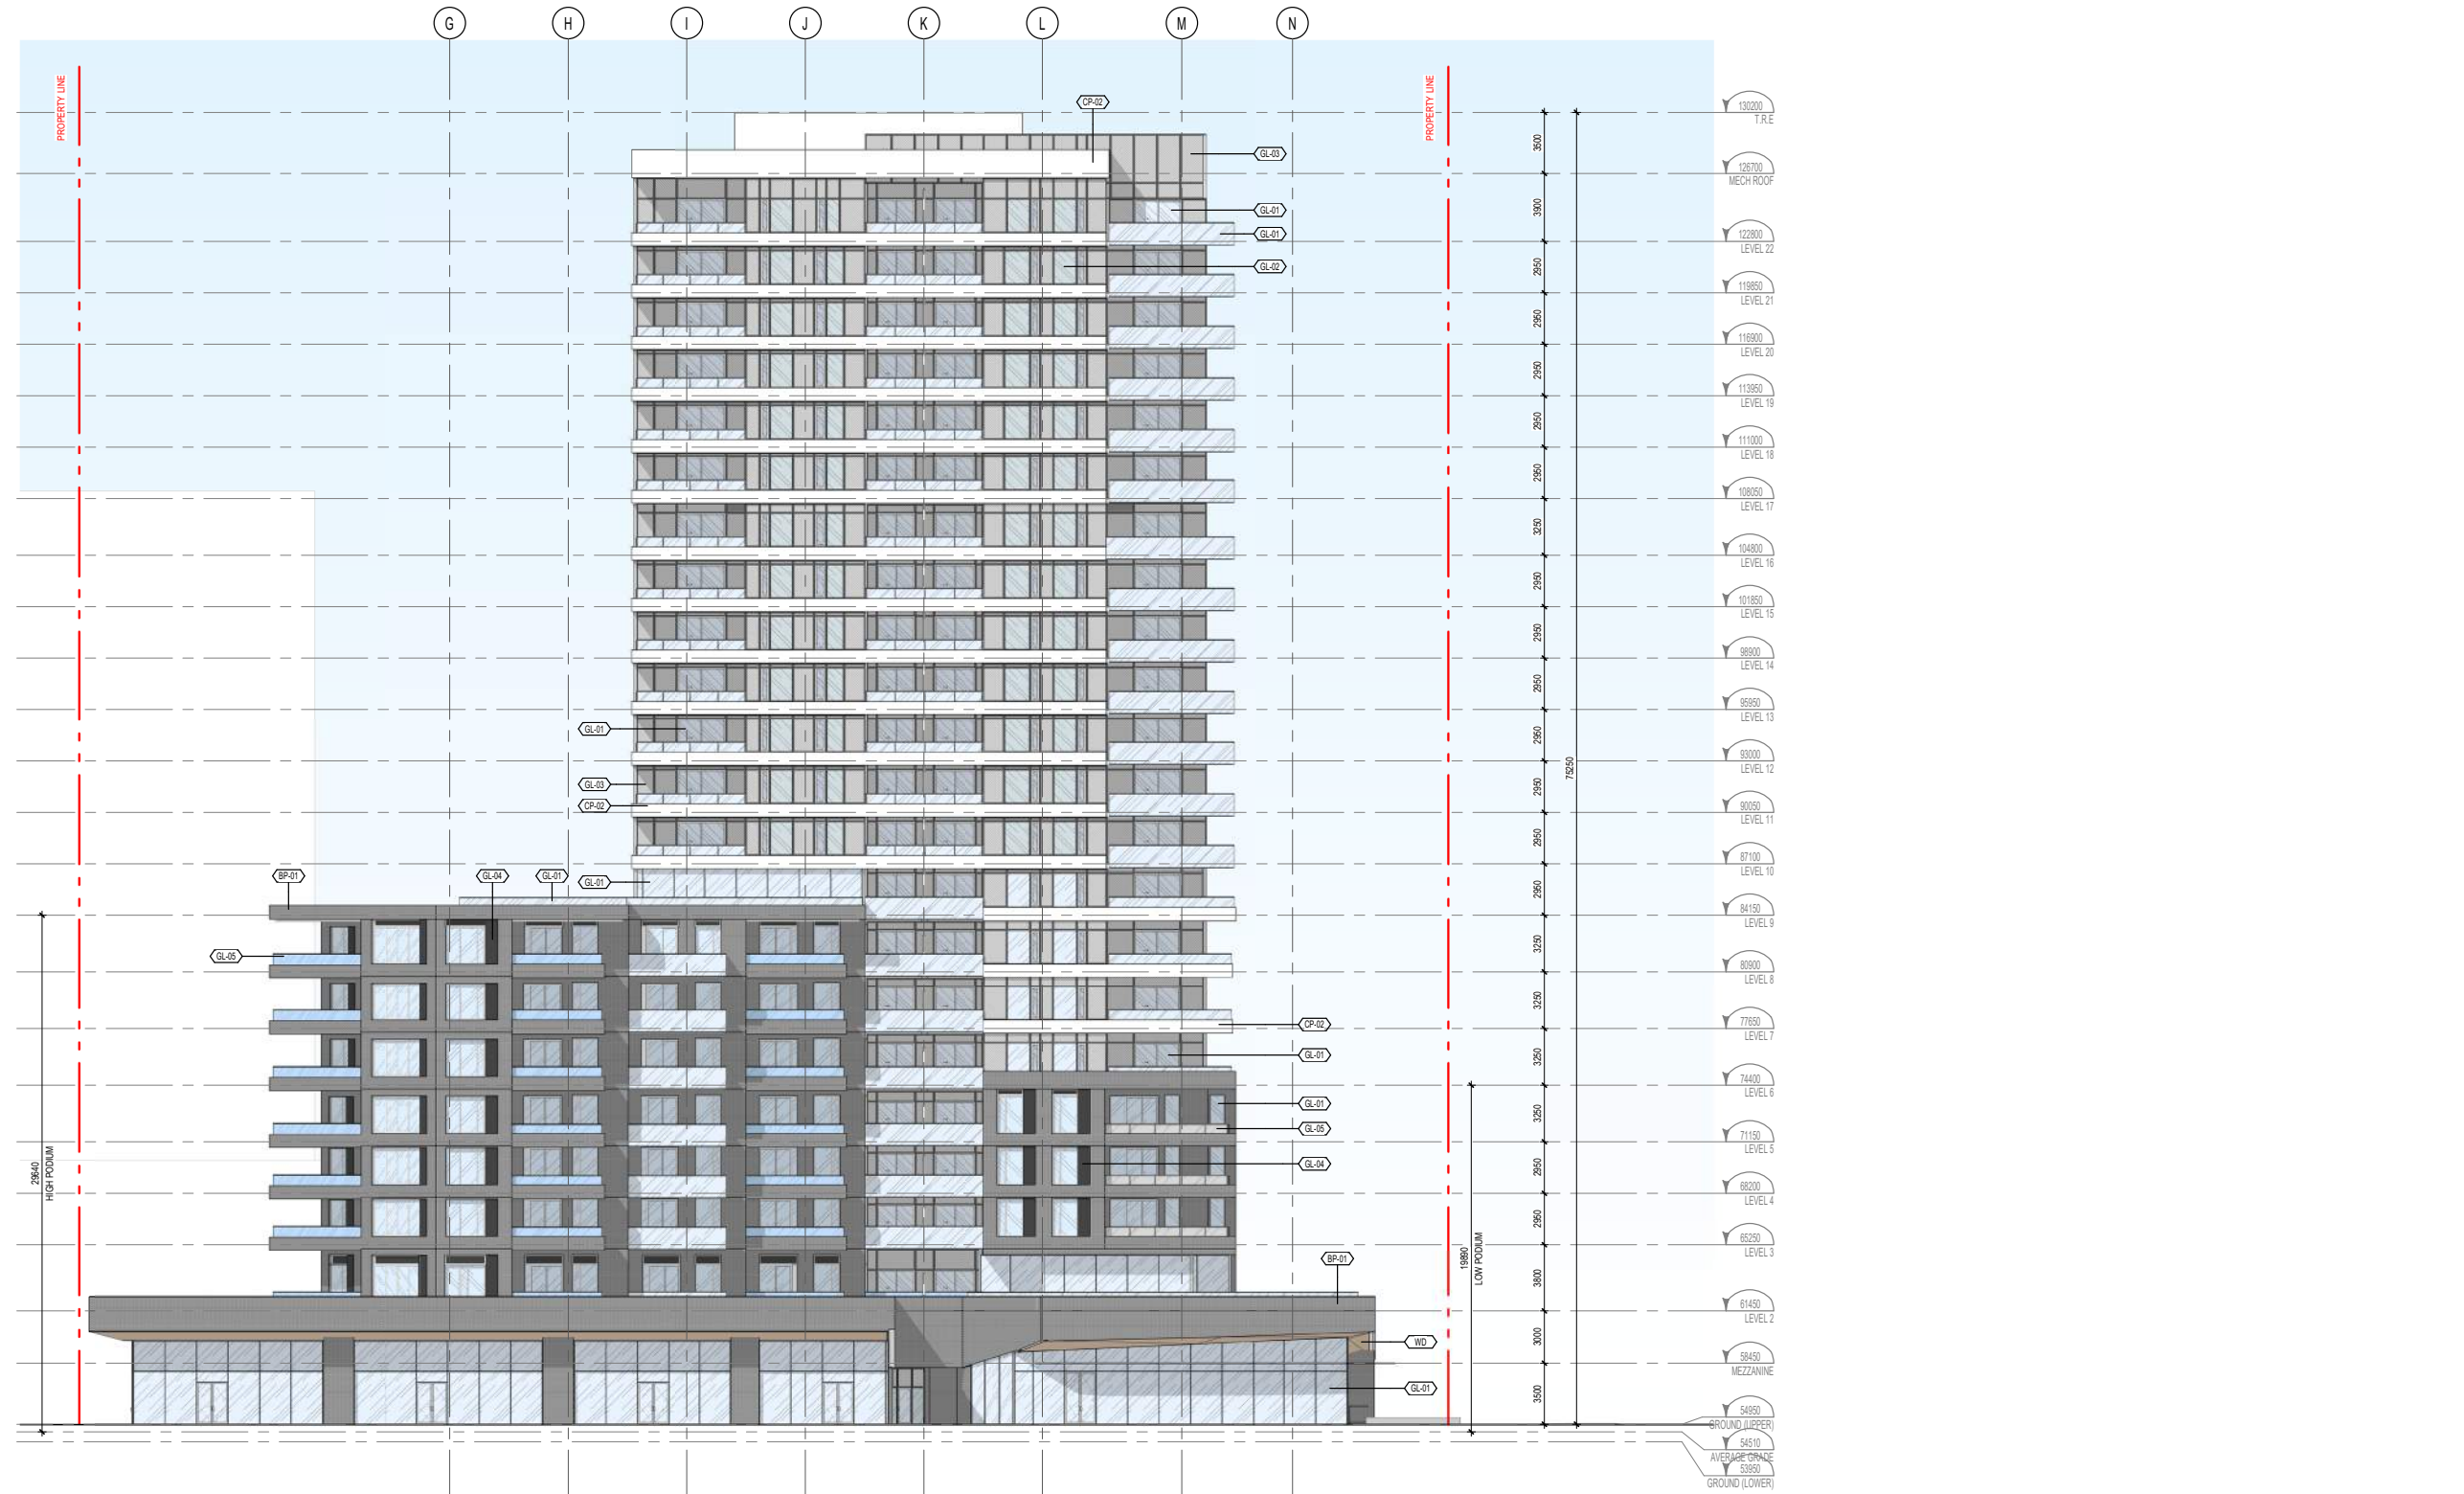 G
H
I
J
K
L
M
N
PROPERTY LINE
PROPERTY LINE
CP-02
130200
T.R.E
3500
GL-03
126700
MECH ROOF
3900
GL-01
GL-01
122800
LEVEL 22
2950
GL-02
119850
LEVEL 21
2950
116900
LEVEL 20
2950
113950
LEVEL 19
2950
111000
LEVEL 18
2950
108050
LEVEL 17
3250
104800
LEVEL 16
2950
101850
LEVEL 15
2950
98900
LEVEL 14
2950
95950
LEVEL 13
GL-01
2950
93000
LEVEL 12
75250
GL-03
2950
CP-02
90050
LEVEL 11
2950
87100
LEVEL 10
BP-01
GL-04
GL-01
GL-01
2950
84150
LEVEL 9
GL-05
3250
80900
LEVEL 8
3250
CP-02
77650
LEVEL 7
GL-01
3250
74400
LEVEL 6
GL-01
3250
GL-05
71150
LEVEL 5
GL-04
2950
68200
LEVEL 4
29640
HIGH PODIUM
2950
65250
LEVEL 3
19890
LOW PODIUM
BP-01
3800
61450
LEVEL 2
WD
3000
58450
MEZZANINE
GL-01
3500
54950
GROUND (UPPER)
54510
AVERAGE GRADE
53950
GROUND (LOWER)